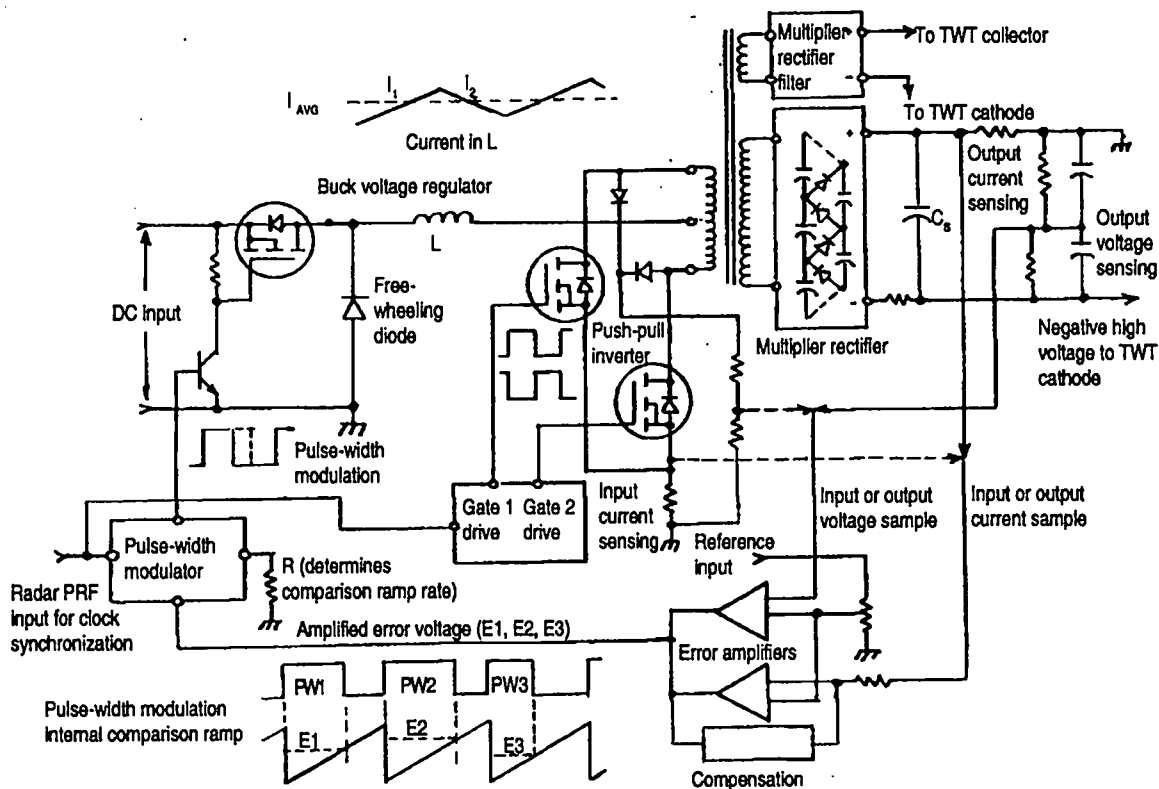 Multiplier
rectifier
filter
+
-
To TWT collector
To TWT cathode
I AVG
I1
I2
Current in L
Buck voltage regulator
L
DC input
Free-
wheeling
diode
Push-pull
inverter
+
-
Multiplier rectifier
Cs
Output
current
sensing
Output
voltage
sensing
Negative high
voltage to TWT
cathode
Pulse-width
modulation
Gate 1
drive
Gate 2
drive
Input
current
sensing
Input or output
voltage sample
Input or output
current sample
Reference
input
Pulse-width
modulator
R (determines
comparison ramp rate)
Radar PRF
input for clock
synchronization
Amplified error voltage (E1, E2, E3)
Error amplifiers
PW1
PW2
PW3
Pulse-width modulation
internal comparison ramp
E1
E2
E3
Compensation